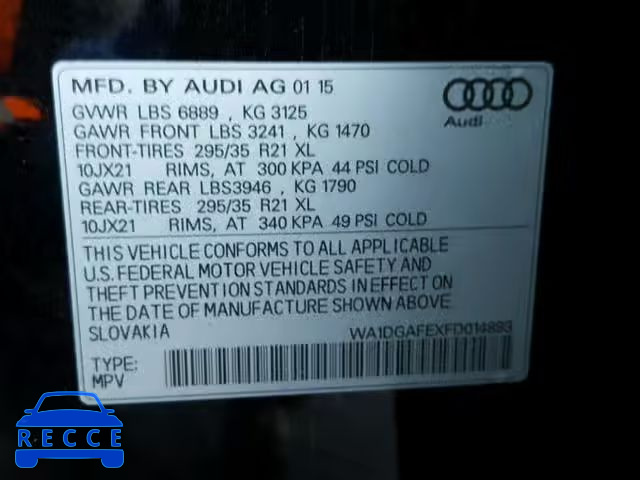 MFD. BY AUDI AG 01 15
Audi
GVWR LBS 6889 , KG 3125
GAWR FRONT LBS 3241 , KG 1470
FRONT-TIRES 295/35 R21 XL
10JX21 RIMS, AT 300 KPA 44 PSI COLD
GAWR REAR LBS3946 , KG 1790
REAR-TIRES 295/35 R21 XL
10JX21 RIMS, AT 340 KPA 49 PSI COLD
THIS VEHICLE CONFORMS TO ALL APPLICABLE
U.S. FEDERAL MOTOR VEHICLE SAFETY AND
THEFT PREVENTION STANDARDS IN EFFECT ON
THE DATE OF MANUFACTURE SHOWN ABOVE
SLOVAKIA WA1DGAFEXFD014893
TYPE:
MPV
RECCE